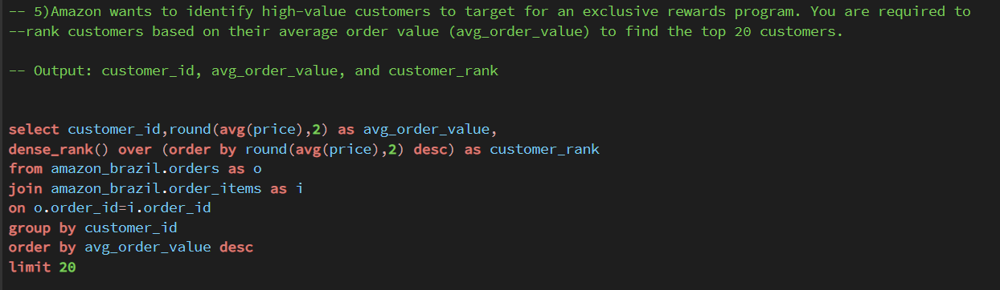 -- 5)Amazon wants to identify high-value customers to target for an exclusive rewards program. You are required to
--rank customers based on their average order value (avg_order_value) to find the top 20 customers.
-- Output: customer_id, avg_order_value, and customer_rank
select customer_id,round(avg(price),2) as avg_order_value,
dense_rank() over (order by round(avg(price),2) desc) as customer_rank
from amazon_brazil.orders as o
join amazon_brazil.order_items as i
on o.order_id=i.order_id
group by customer_id
order by avg_order_value desc
limit 20